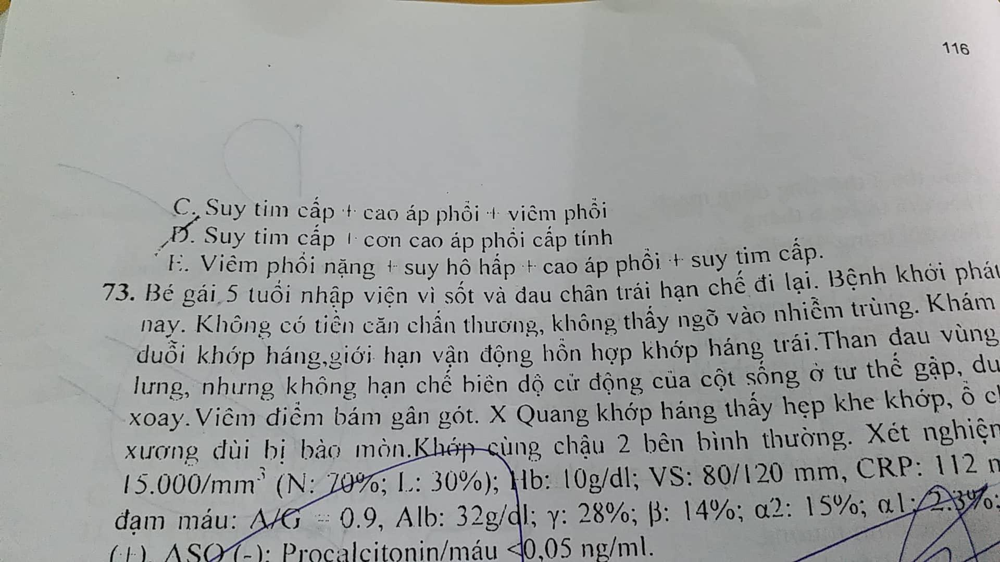 116
C. Suy tim cấp + cao áp phổi + viêm phổi
D. Suy tim cấp + cơn cao áp phổi cấp tính
E. Viêm phổi nặng + suy hô hấp + cao áp phổi + suy tim cấp.
73. Bé gái 5 tuổi nhập viện vì sốt và đau chân trái hạn chế đi lại. Bệnh khởi phát
nay. Không có tiền căn chấn thương, không thấy ngõ vào nhiễm trùng. Khám
duỗi khớp háng,giới hạn vận động hỗn hợp khớp háng trái.Than đau vùng
lưng, nhưng không hạn chế biên độ cử động của cột sống ở tư thế gập, du
xoay.Viêm điểm bám gân gót. X Quang khớp háng thấy hẹp khe khớp, ổ
xương đùi bị bào mòn.Khớp cùng chậu 2 bên bình thường. Xét nghiệm
15.000/mm³ (N: 70%; L: 30%); Hb: 10g/dl; VS: 80/120 mm, CRP: 112
đạm máu: A/G = 0.9, Alb: 32g/dl; γ: 28%; β: 14%; α2: 15%; α1: 2.3%;
(+). ASO (-); Procalcitonin/máu <0,05 ng/ml.